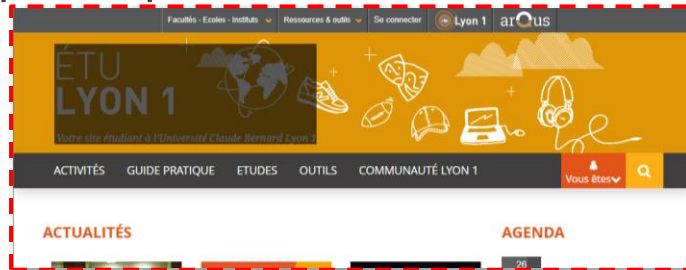 Facultés - Ecoles - Instituts Ressources & outils Se connecter Lyon 1 arQus
ÉTU
LYON 1
Votre site étudiant à l'Université Claude Bernard Lyon 1
ACTIVITÉS GUIDE PRATIQUE ETUDES OUTILS COMMUNAUTÉ LYON 1 Vous êtes
ACTUALITÉS AGENDA
26